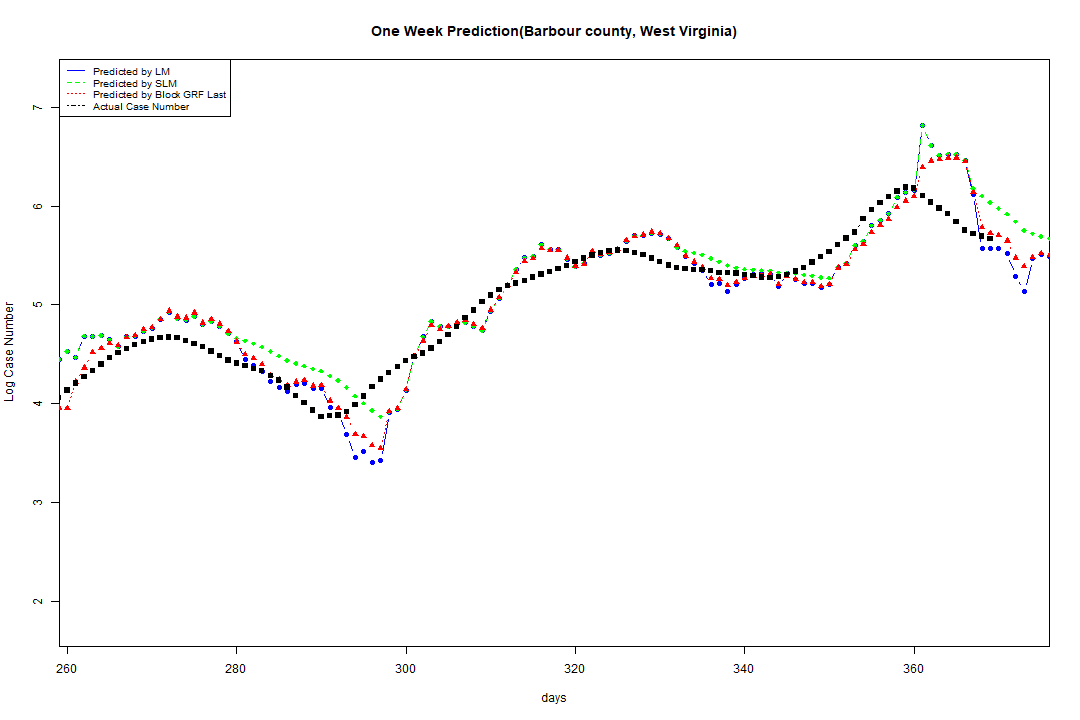 One Week Prediction(Barbour county, West Virginia)
Predicted by LM
Predicted by SLM
Predicted by Block GRF Last
Actual Case Number
7
6
5
4
3
2
Log Case Number
260 280 300 320 340 360
days